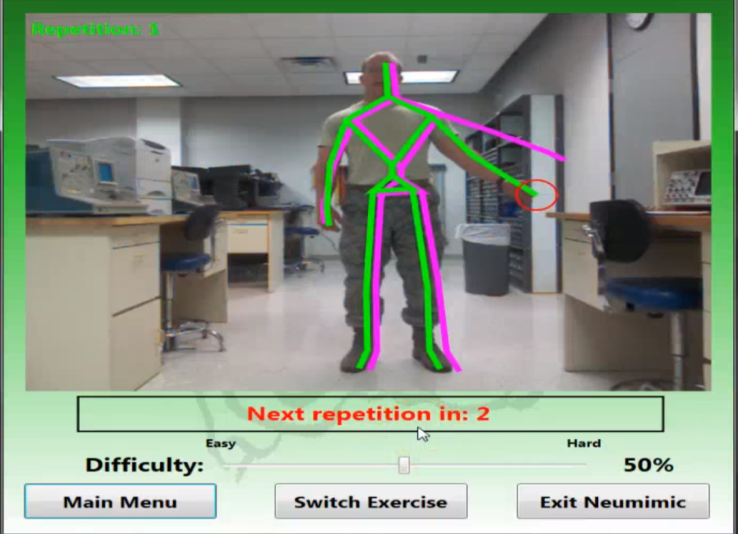 Repetition: 1
Next repetition in: 2
Easy
Hard
Difficulty:
50%
Main Menu
Switch Exercise
Exit Neumimic